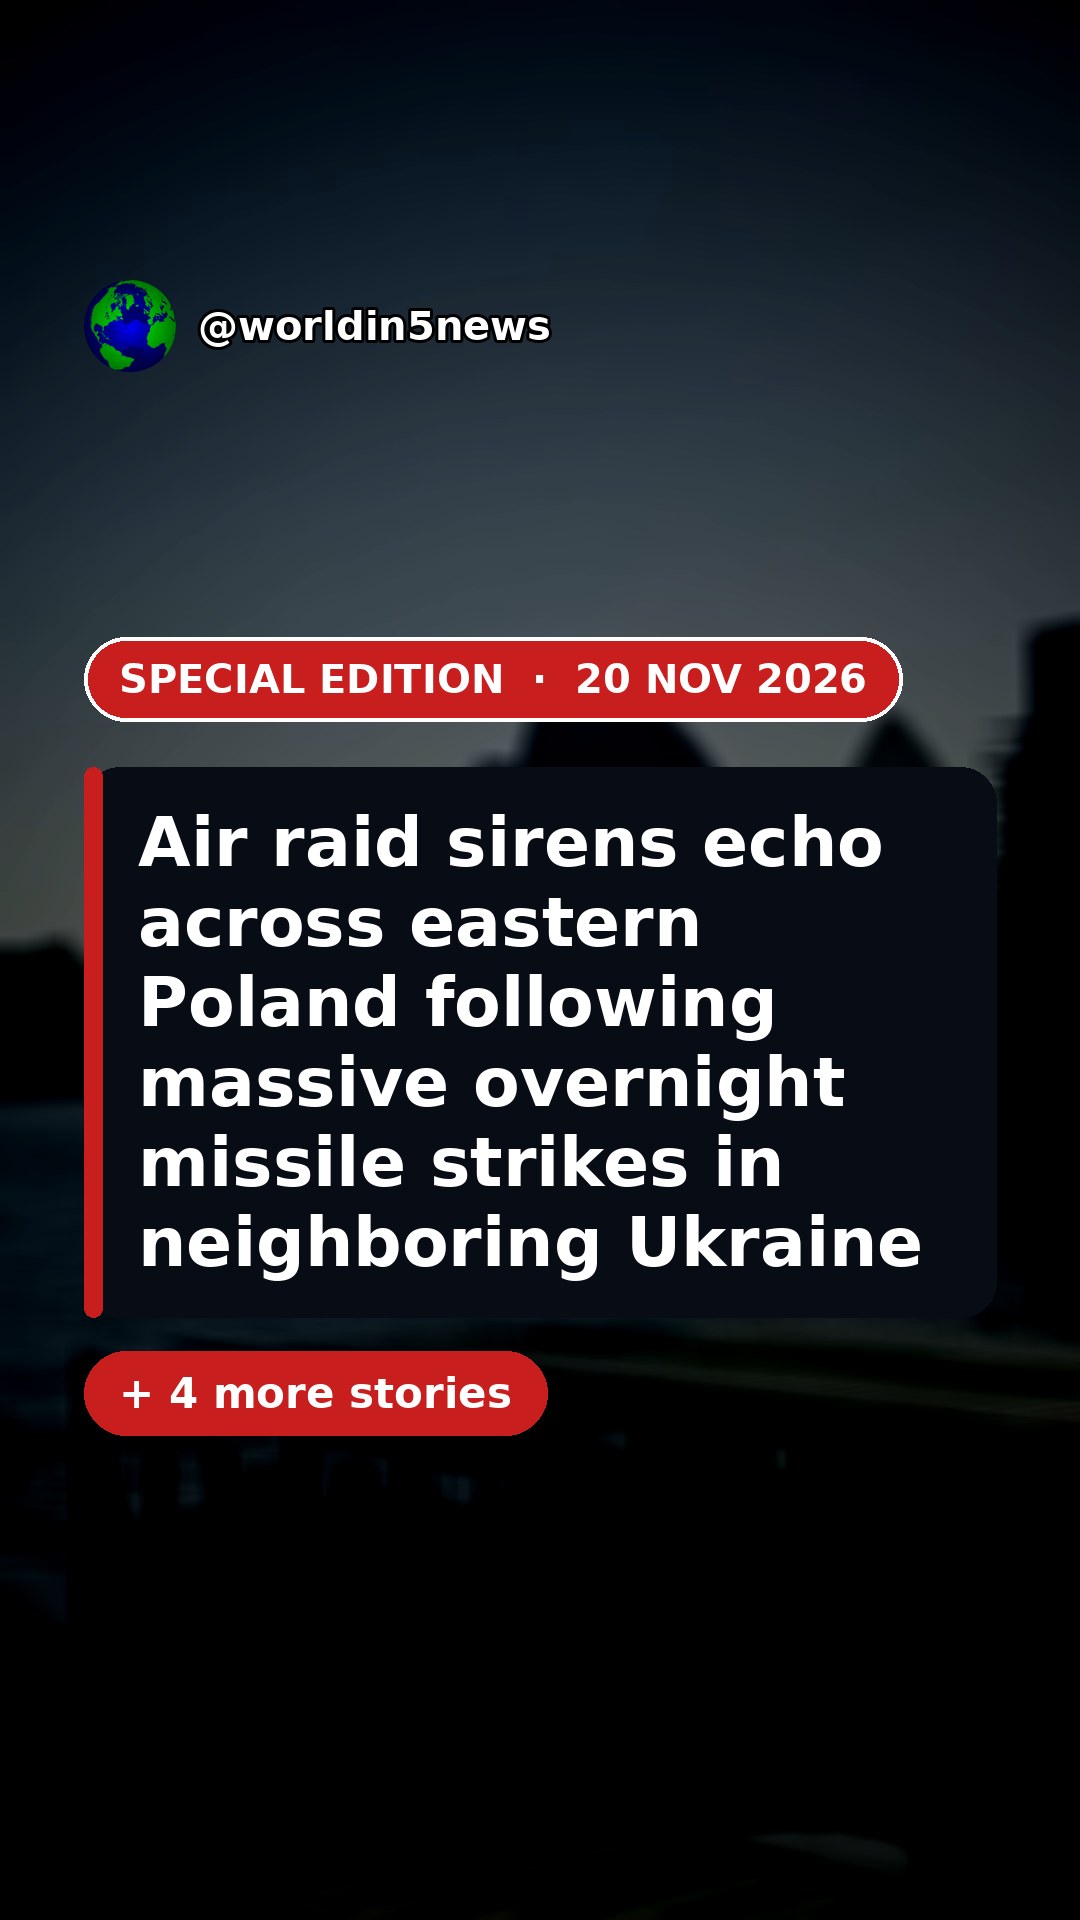 @worldin5news
SPECIAL EDITION · 20 NOV 2026
Air raid sirens echo
across eastern
Poland following
massive overnight
missile strikes in
neighboring Ukraine
+ 4 more stories